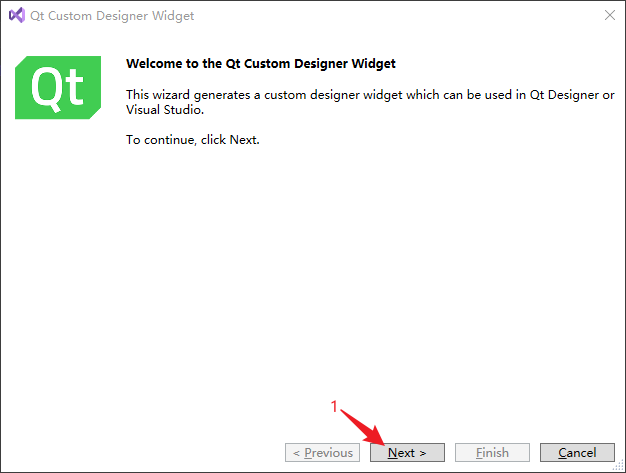 Qt Custom Designer Widget
Qt
Welcome to the Qt Custom Designer Widget
This wizard generates a custom designer widget which can be used in Qt Designer or
Visual Studio.
To continue, click Next.
1
< Previous
Next >
Finish
Cancel